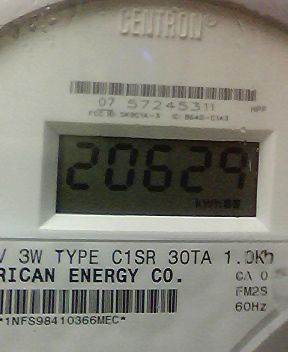 CENTRON®
07 57245311
20629
kWh
V 3W TYPE C1SR 30TA 1.0Kh
RICAN ENERGY CO.
CA 0
FM2S
60Hz
*1NFS98410366MEC*